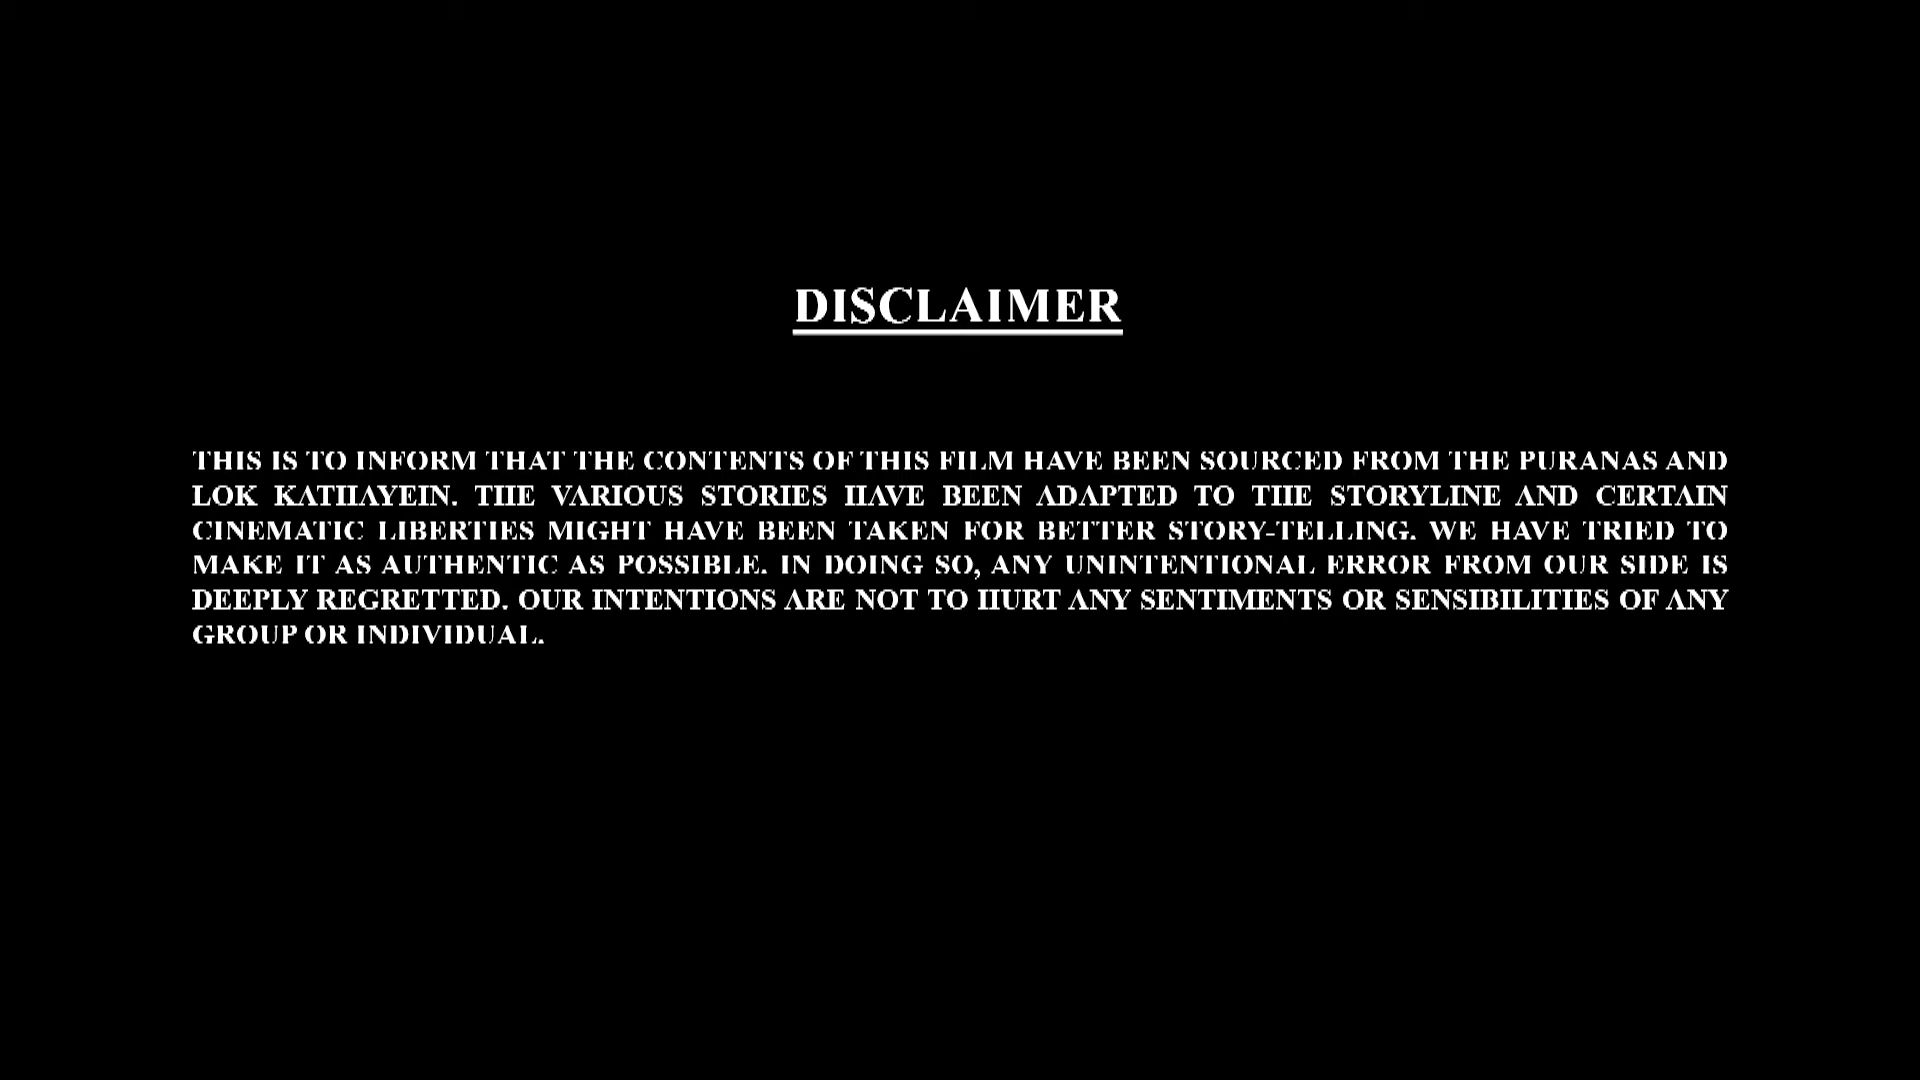 DISCLAIMER
THIS IS TO INFORM THAT THE CONTENTS OF THIS FILM HAVE BEEN SOURCED FROM THE PURANAS AND
LOK KATHAYEIN. THE VARIOUS STORIES HAVE BEEN ADAPTED TO THE STORYLINE AND CERTAIN
CINEMATIC LIBERTIES MIGHT HAVE BEEN TAKEN FOR BETTER STORY-TELLING. WE HAVE TRIED TO
MAKE IT AS AUTHENTIC AS POSSIBLE. IN DOING SO, ANY UNINTENTIONAL ERROR FROM OUR SIDE IS
DEEPLY REGRETTED. OUR INTENTIONS ARE NOT TO HURT ANY SENTIMENTS OR SENSIBILITIES OF ANY
GROUP OR INDIVIDUAL.